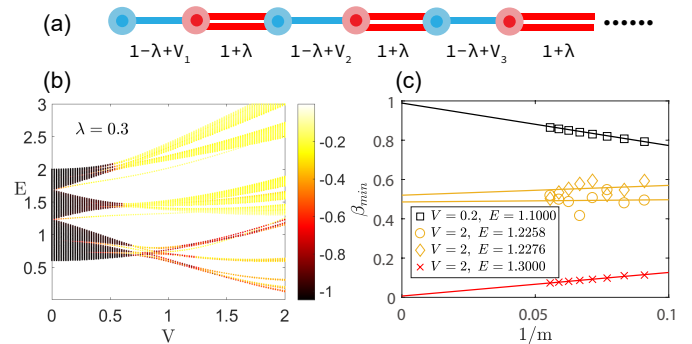 (a)
1-λ+V₁ 1+λ 1-λ+V₂ 1+λ 1-λ+V₃ 1+λ
(b)
λ = 0.3
3
2.5
2
1.5
1
0.5
E
0 0.5 1 1.5 2
V
-0.2
-0.4
-0.6
-0.8
-1
(c)
1
0.8
0.6
0.4
0.2
0
β_min
V = 0.2, E = 1.1000
V = 2, E = 1.2258
V = 2, E = 1.2276
V = 2, E = 1.3000
0 0.05 0.1
1/m